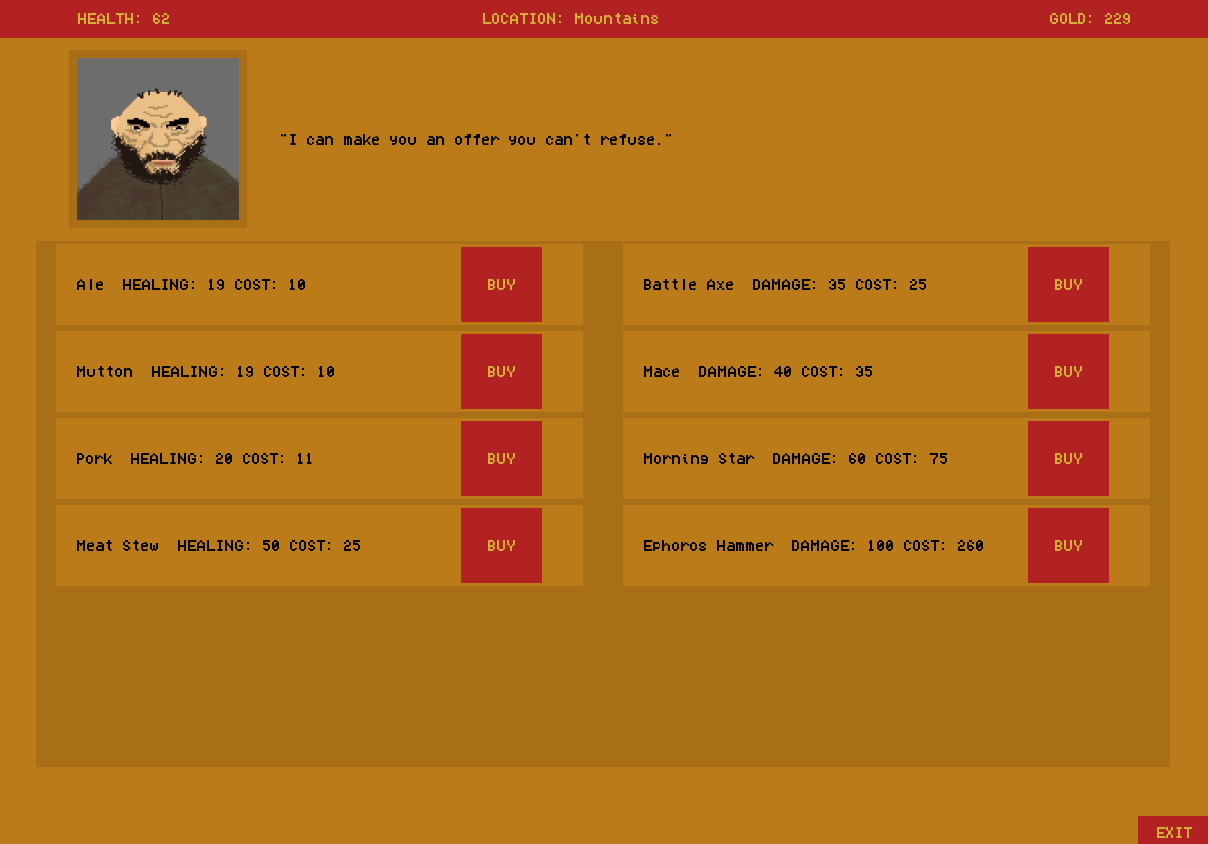 HEALTH: 62 LOCATION: Mountains GOLD: 229
"I can make you an offer you can't refuse."
Ale HEALING: 19 COST: 10 BUY
Battle Axe DAMAGE: 35 COST: 25 BUY
Mutton HEALING: 19 COST: 10 BUY
Mace DAMAGE: 40 COST: 35 BUY
Pork HEALING: 20 COST: 11 BUY
Morning Star DAMAGE: 60 COST: 75 BUY
Meat Stew HEALING: 50 COST: 25 BUY
Ephoros Hammer DAMAGE: 100 COST: 260 BUY
EXIT